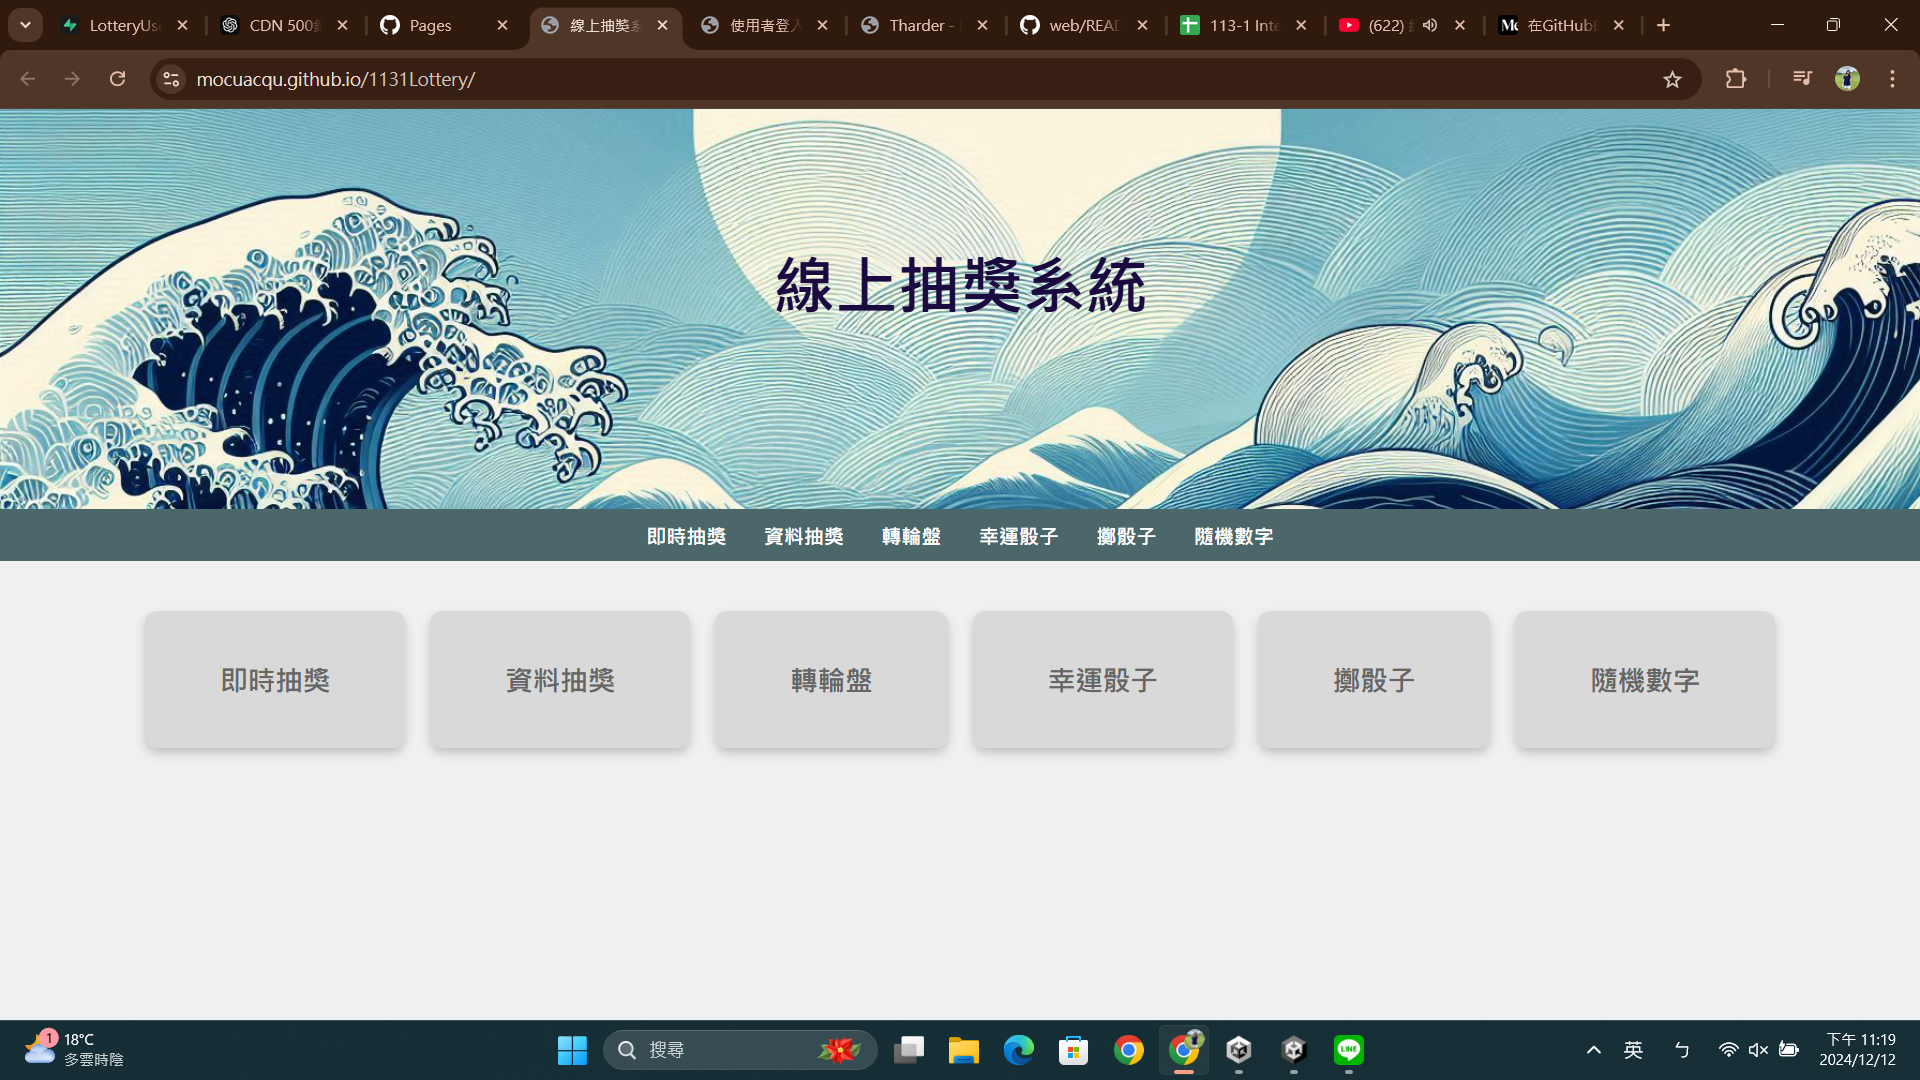 LotteryUs
CDN 500
Pages
線上抽獎系
使用者登入
Tharder -
web/READ
113-1 Inte
(622)
在GitHub
mocuacqu.github.io/1131Lottery/
線上抽獎系統
即時抽獎 資料抽獎 轉輪盤 幸運骰子 擲骰子 隨機數字
即時抽獎 資料抽獎 轉輪盤 幸運骰子 擲骰子 隨機數字
1
18°C
多雲時陰
搜尋
LINE
英
ㄅ
下午 11:19
2024/12/12